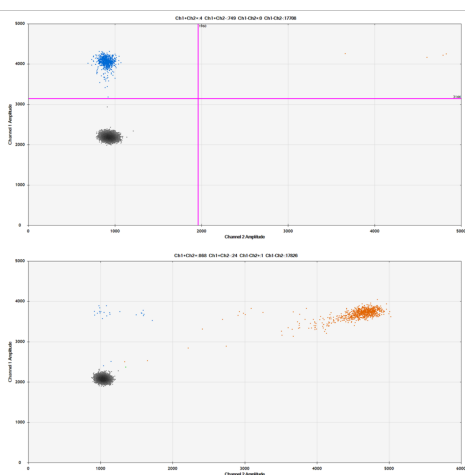 Ch1+Ch2+:4 Ch1+Ch2-:749 Ch1-Ch2+:0 Ch1-Ch2-:17708
5000
4000
3000
2000
1000
0
Channel 1 Amplitude
0 1000 2000 3000 4000 5000
Channel 2 Amplitude
Ch1+Ch2+:868 Ch1+Ch2-:24 Ch1-Ch2+:1 Ch1-Ch2-:17026
5000
4000
3000
2000
1000
0
Channel 1 Amplitude
0 1000 2000 3000 4000 5000 6000
Channel 2 Amplitude